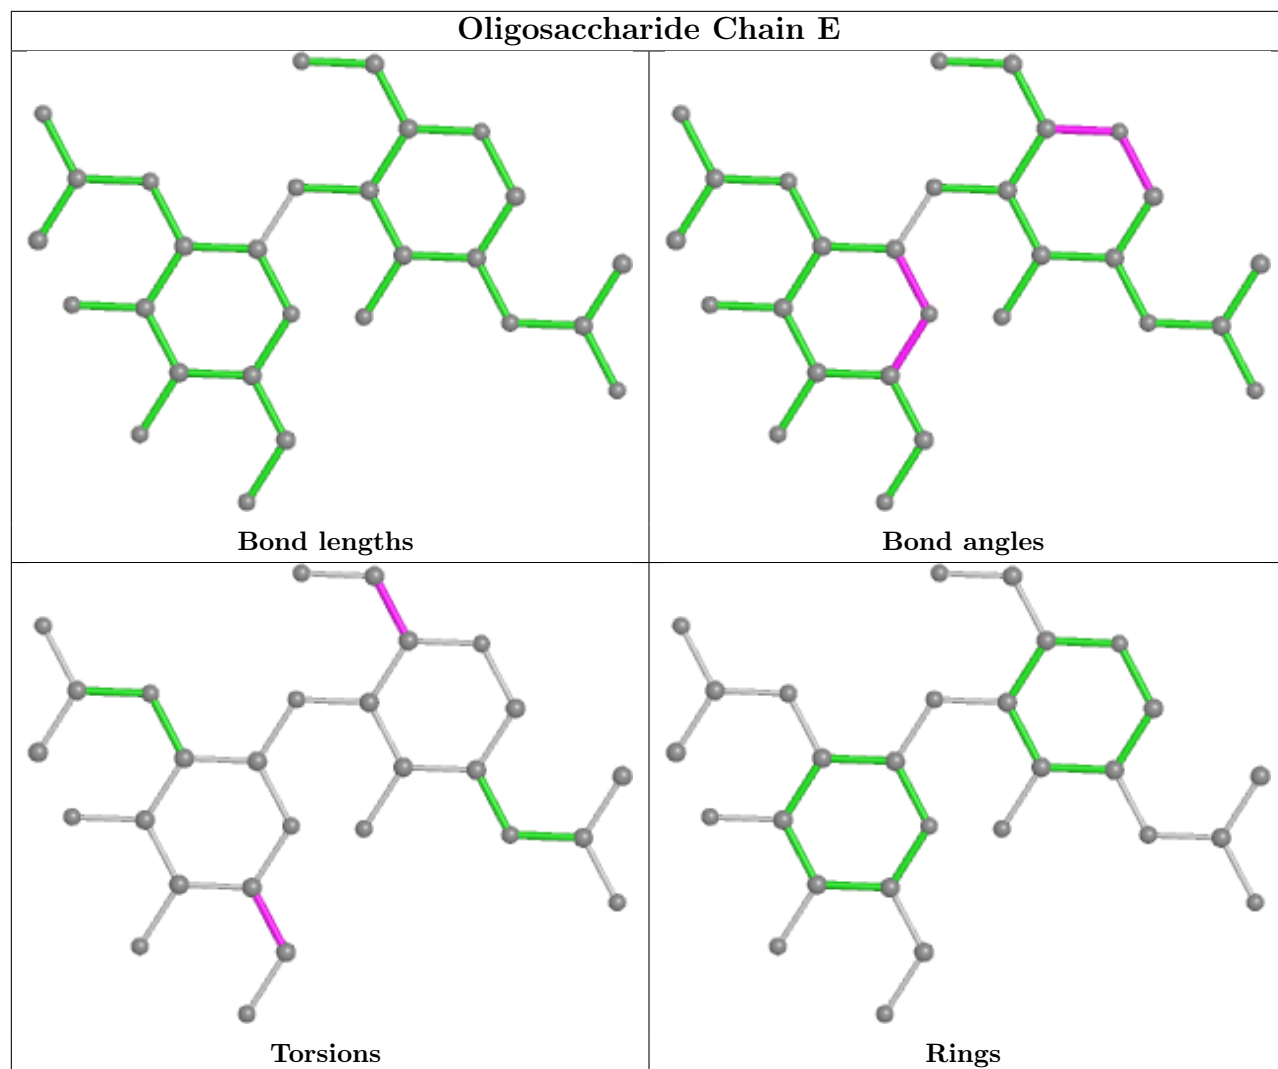 Oligosaccharide Chain E
Bond lengths
Bond angles
Torsions
Rings